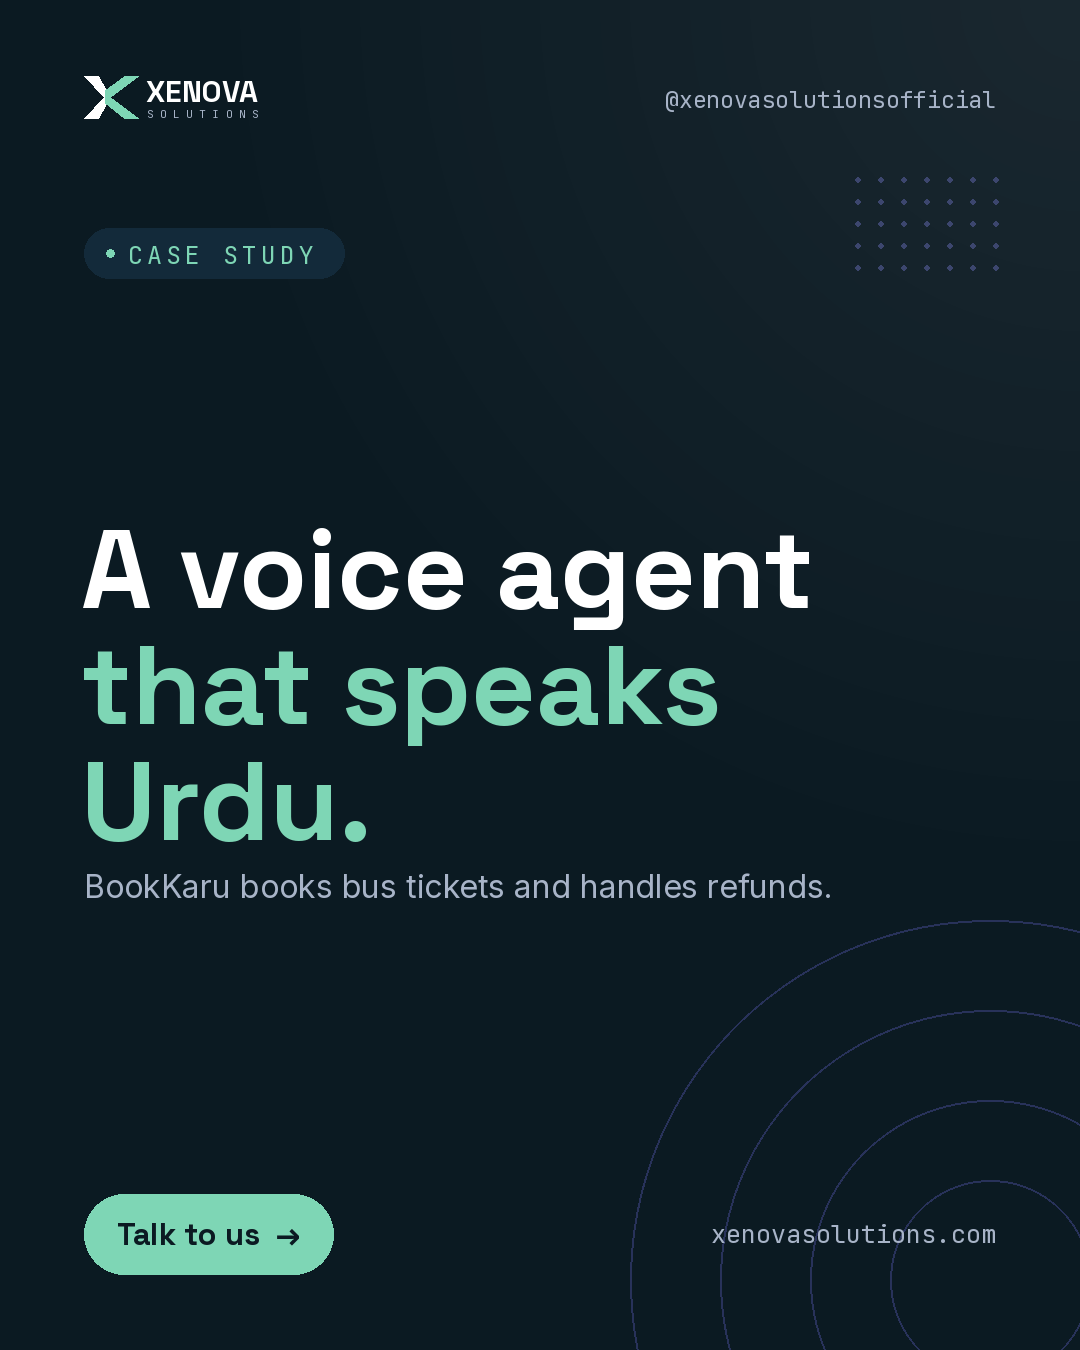 XENOVA
SOLUTIONS
@xenovasolutionsofficial
CASE STUDY
A voice agent
that speaks
Urdu.
BookKaru books bus tickets and handles refunds.
Talk to us →
xenovasolutions.com